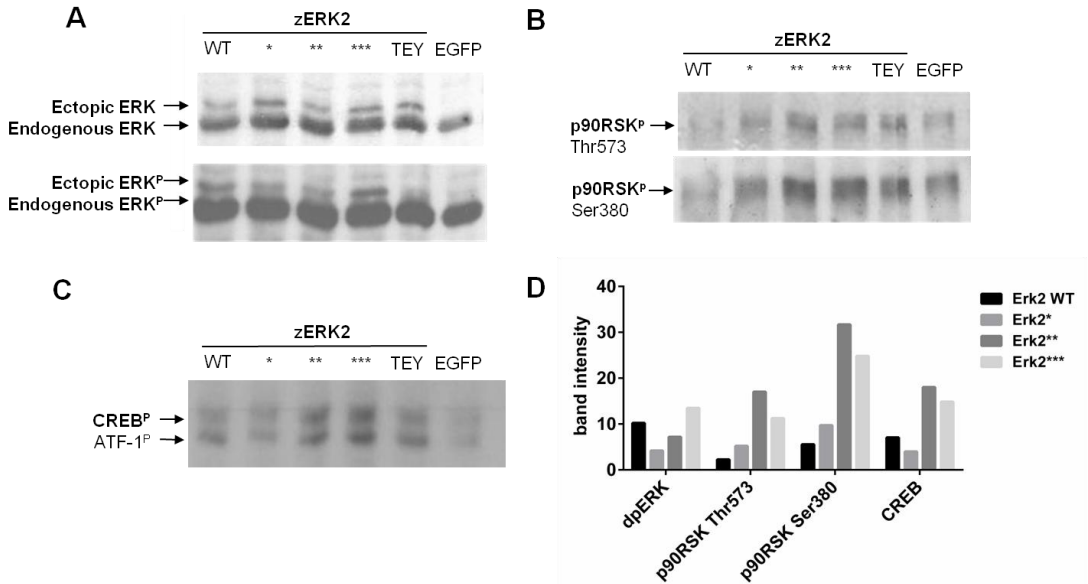 A
zERK2
WT * ** *** TEY EGFP
Ectopic ERK
Endogenous ERK
Ectopic ERKᴾ
Endogenous ERKᴾ
B
zERK2
WT * ** *** TEY EGFP
p90RSKᵖ
Thr573
p90RSKᵖ
Ser380
C
zERK2
WT * ** *** TEY EGFP
CREBᴾ
ATF-1ᴾ
D
40
30
20
10
0
band intensity
dpERK
p90RSK Thr573
p90RSK Ser380
CREB
Erk2 WT
Erk2*
Erk2**
Erk2***